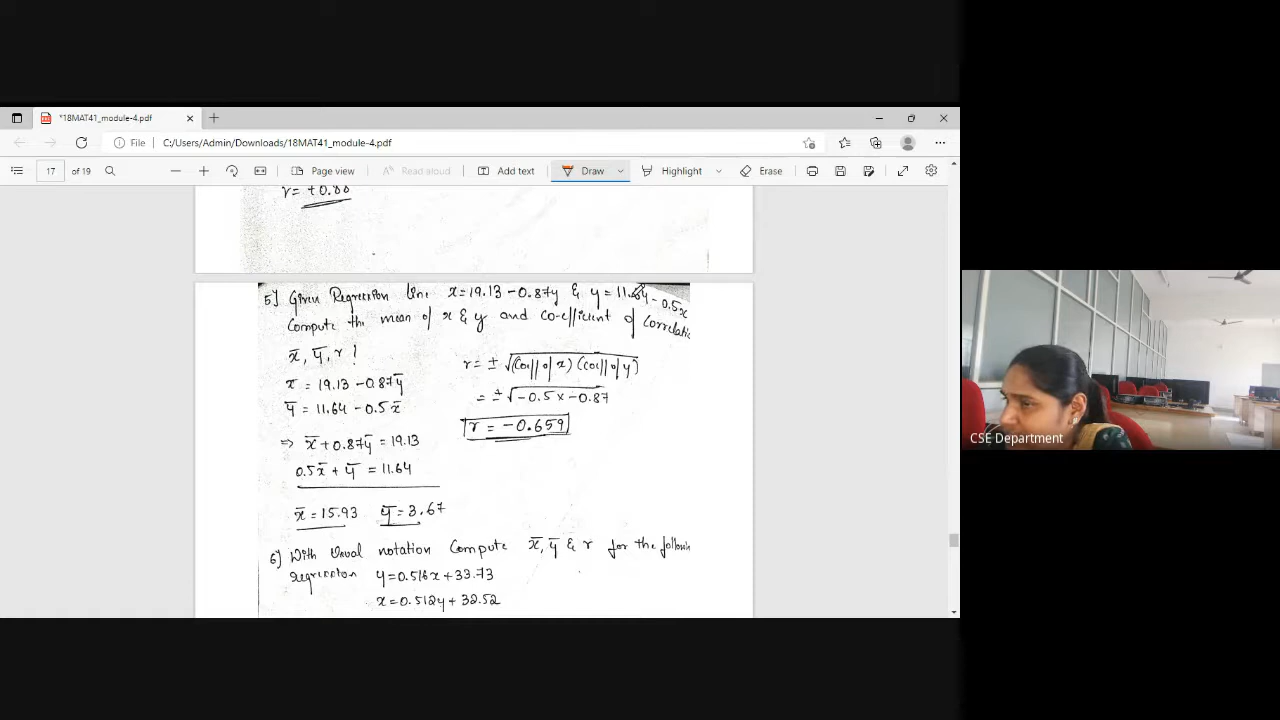 *18MAT41_module-4.pdf
File C:/Users/Admin/Downloads/18MAT41_module-4.pdf
17 of 19 Page view Read aloud Add text Draw Highlight Erase
r = +0.
5] Given Regression line x=19.13-0.87y & y=11.64-0.5x
Compute the mean of x & y and co-efficient of correlatio
x̄, ȳ, r !
x̄ = 19.13-0.87ȳ
ȳ = 11.64-0.5x̄
⇒ x̄+0.87ȳ = 19.13
0.5x̄ + ȳ = 11.64
x̄ = 15.93 ȳ = 3.67
r = ± √(coeff of x)(coeff of y)
= ± √-0.5 x -0.87
r = -0.659
6] With Usual notation Compute x̄, ȳ & r for the followin
regression y=0.516x+33.73
x=0.512y+32.52
CSE Department